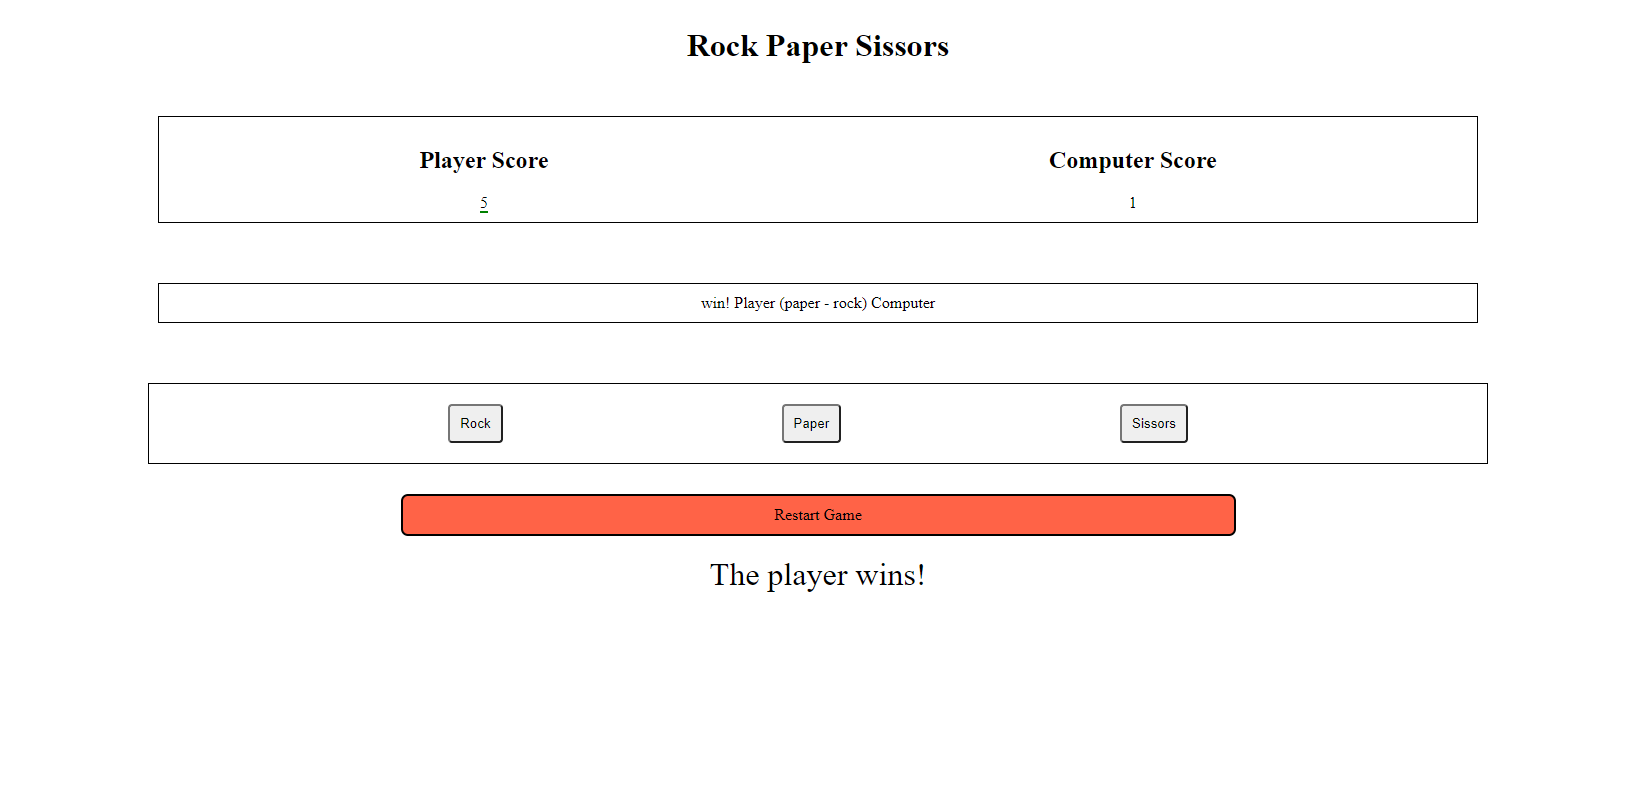 Rock Paper Sissors
Player Score Computer Score
5 1
win! Player (paper - rock) Computer
Rock Paper Sissors
Restart Game
The player wins!